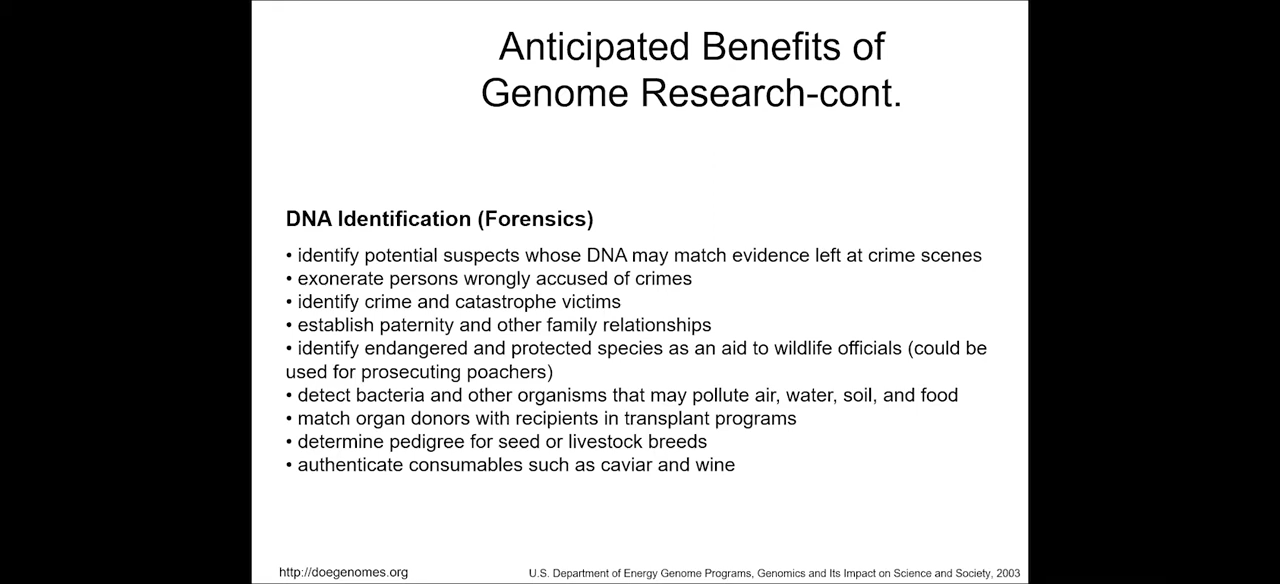 Anticipated Benefits of
Genome Research-cont.
DNA Identification (Forensics)
• identify potential suspects whose DNA may match evidence left at crime scenes
• exonerate persons wrongly accused of crimes
• identify crime and catastrophe victims
• establish paternity and other family relationships
• identify endangered and protected species as an aid to wildlife officials (could be
used for prosecuting poachers)
• detect bacteria and other organisms that may pollute air, water, soil, and food
• match organ donors with recipients in transplant programs
• determine pedigree for seed or livestock breeds
• authenticate consumables such as caviar and wine
http://doegenomes.org
U.S. Department of Energy Genome Programs, Genomics and Its Impact on Science and Society, 2003